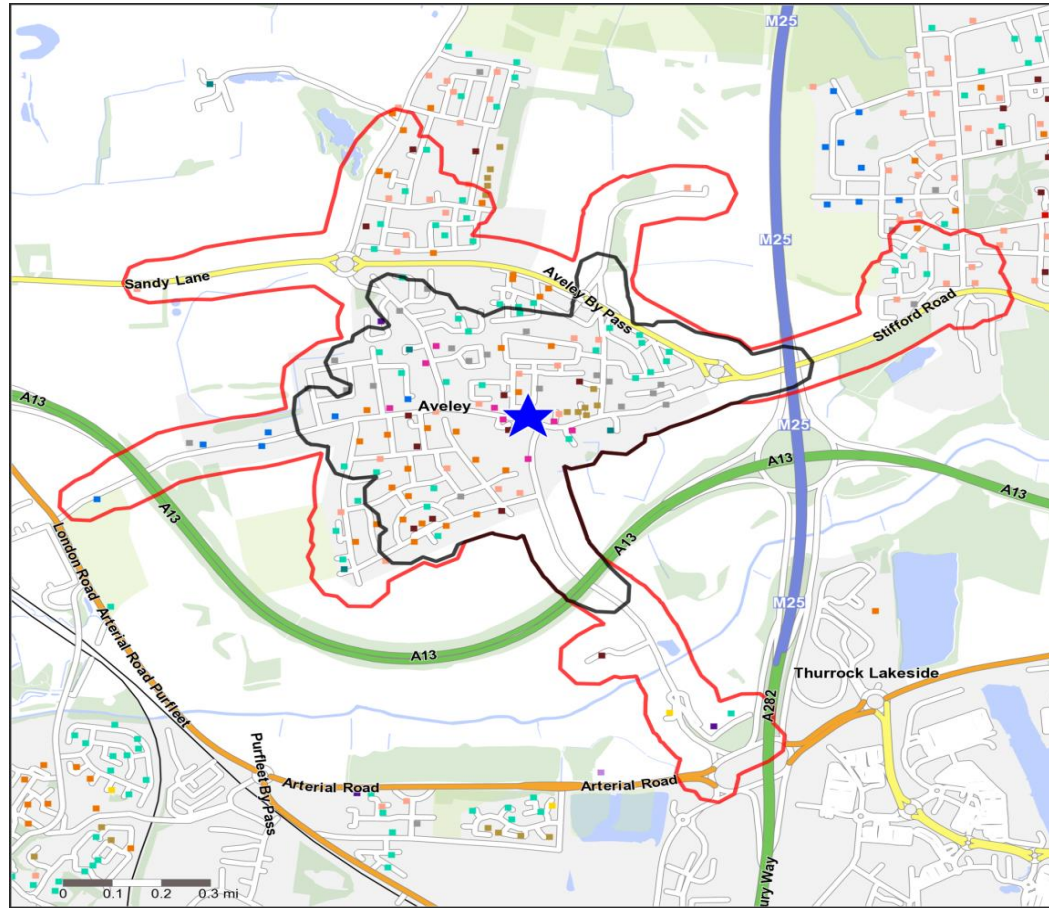 M25
M25
Sandy Lane
Aveley By Pass
Stifford Road
A13
Aveley
M25
A13
A13
A13
A13
London Road
Arterial Road Purfleet
M25
A13
Thurrock Lakeside
A282
Purfleet By Pass
Arterial Road
Arterial Road
ury Way
0 0.1 0.2 0.3 mi